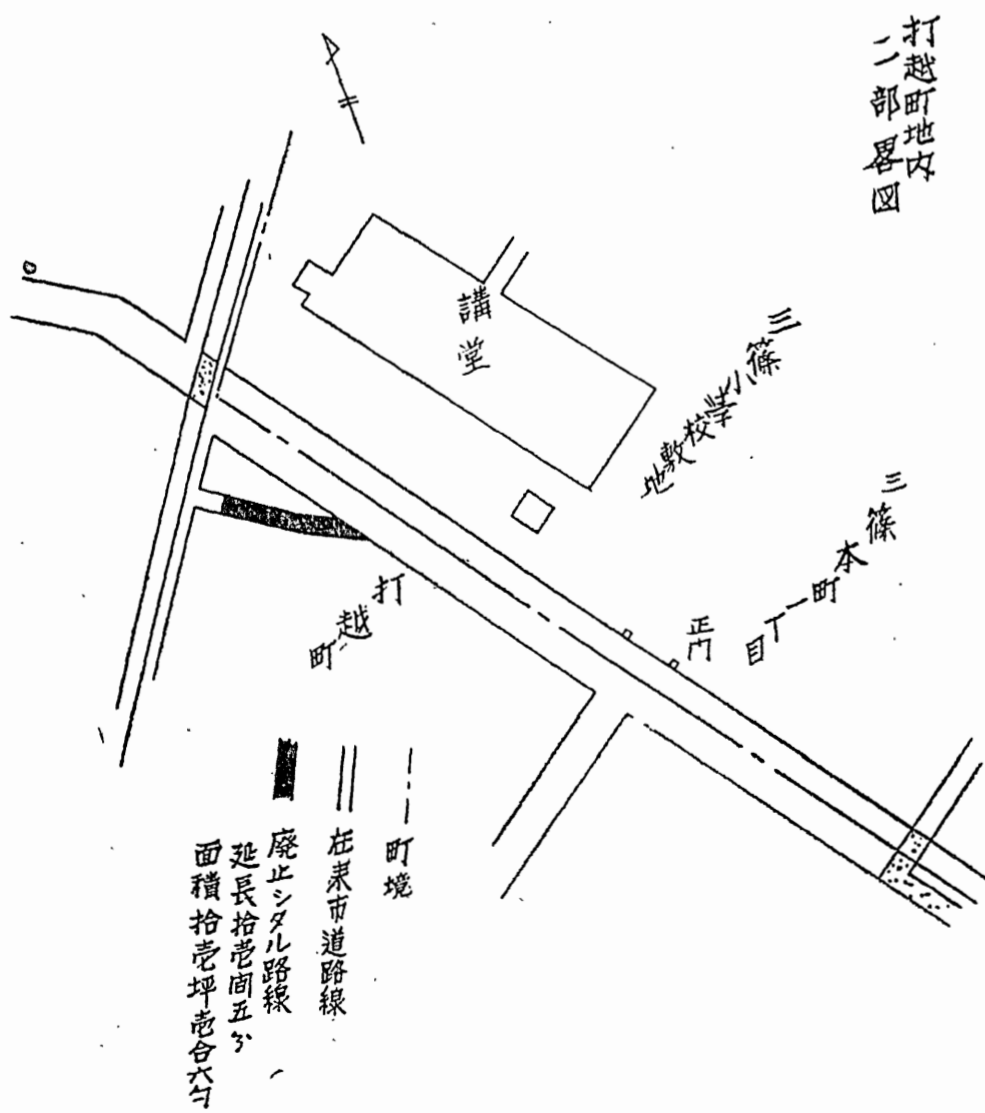 打越町地内
一部畧図
講堂
三篠小学校敷地
三篠本町一丁目
正門
打越町
町境
在来市道路線
廃止シタル路線
延長拾壱間五分
面積拾壱坪壱合六勺